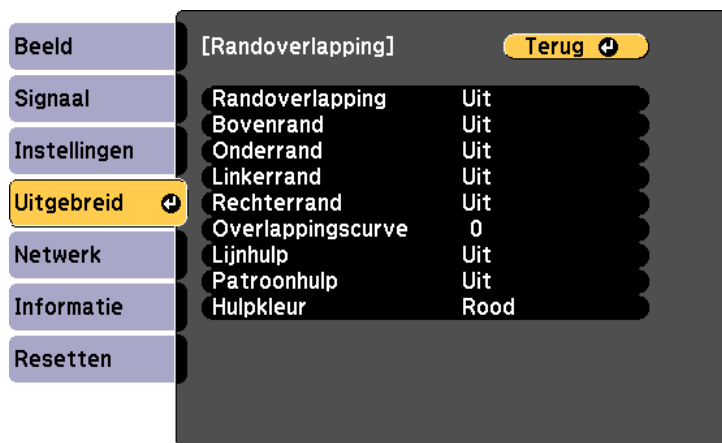 Beeld
Signaal
Instellingen
Uitgebreid
Netwerk
Informatie
Resetten
[Randoverlapping] Terug
Randoverlapping Uit
Bovenrand Uit
Onderrand Uit
Linkerrand Uit
Rechterrand Uit
Overlappingscurve 0
Lijnhulp Uit
Patroonhulp Uit
Hulpkleur Rood